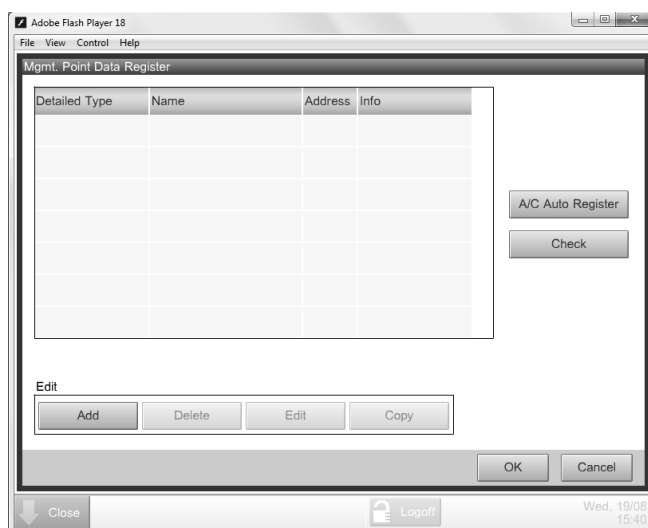 Adobe Flash Player 18
File View Control Help
Mgmt. Point Data Register
Detailed Type Name Address Info
A/C Auto Register
Check
Edit
Add Delete Edit Copy
OK Cancel
Close Logoff Wed, 19/08
15:40